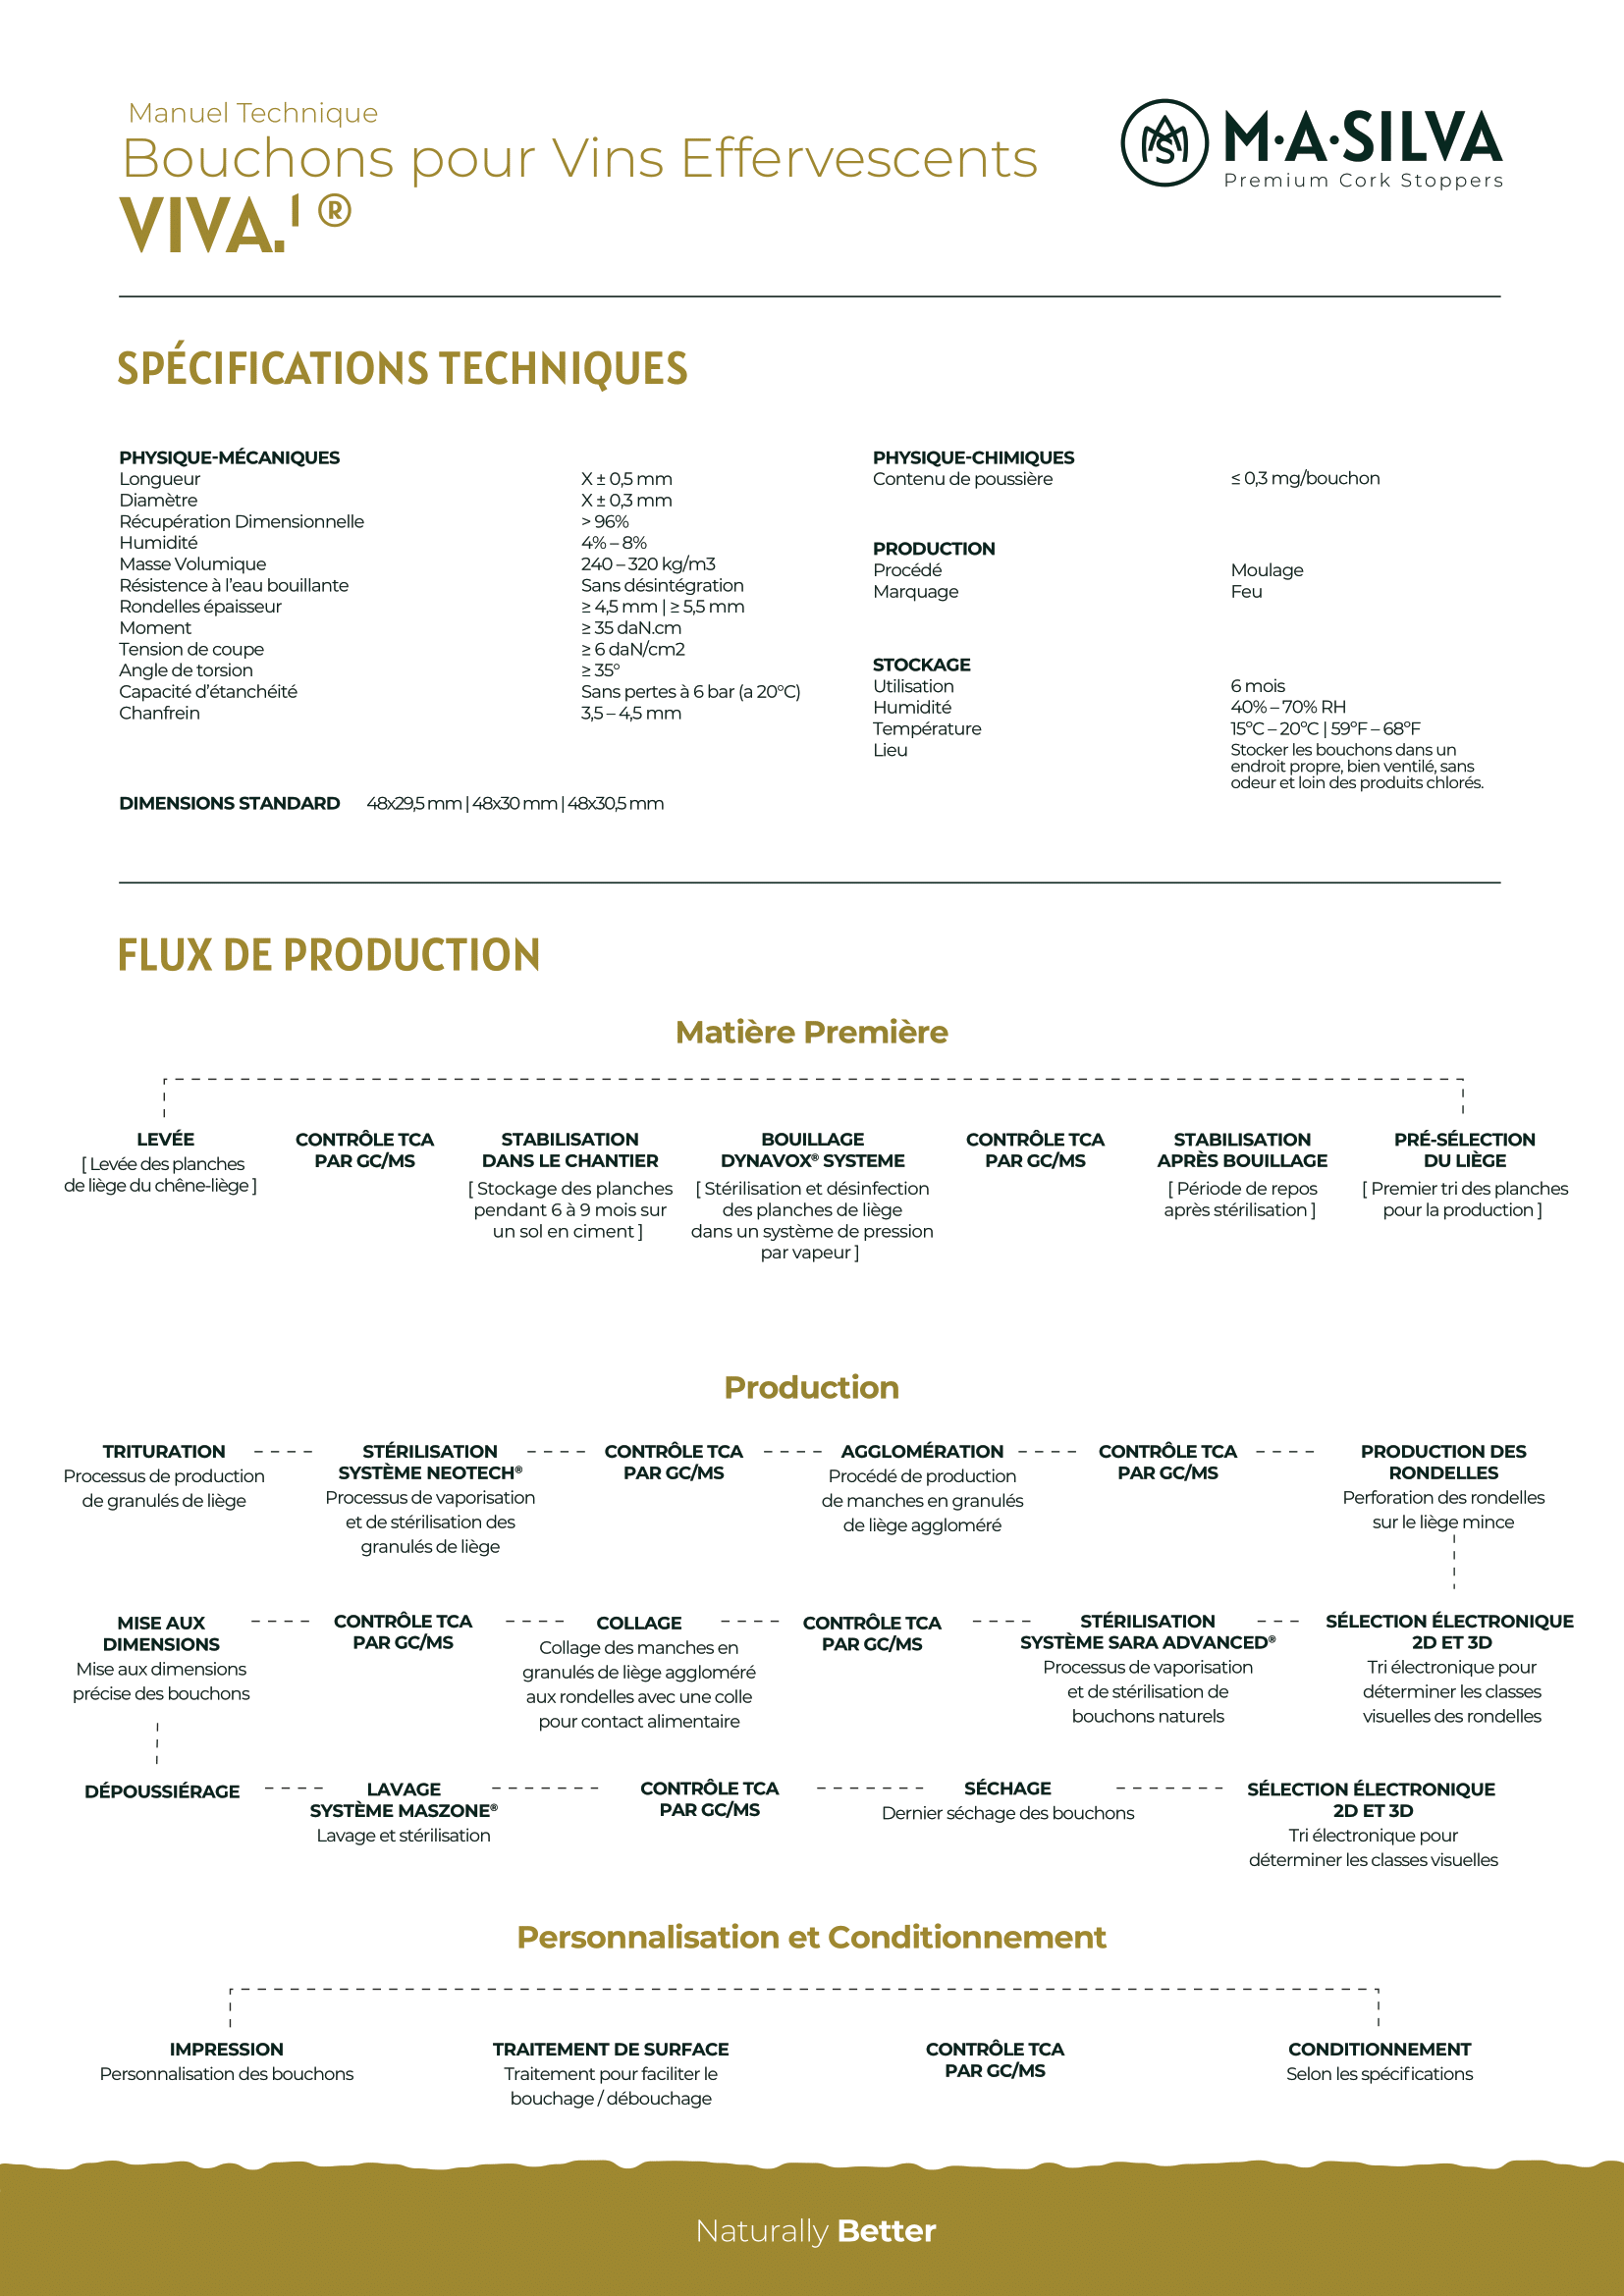 Manuel Technique
Bouchons pour Vins Effervescents
VIVA.¹ ®
M·A·SILVA
Premium Cork Stoppers
SPÉCIFICATIONS TECHNIQUES
PHYSIQUE-MÉCANIQUES
Longueur X ± 0,5 mm
Diamètre X ± 0,3 mm
Récupération Dimensionnelle > 96%
Humidité 4% – 8%
Masse Volumique 240 – 320 kg/m3
Résistence à l'eau bouillante Sans désintégration
Rondelles épaisseur ≥ 4,5 mm | ≥ 5,5 mm
Moment ≥ 35 daN.cm
Tension de coupe ≥ 6 daN/cm2
Angle de torsion ≥ 35°
Capacité d'étanchéité Sans pertes à 6 bar (a 20°C)
Chanfrein 3,5 – 4,5 mm
DIMENSIONS STANDARD 48x29,5 mm | 48x30 mm | 48x30,5 mm
PHYSIQUE-CHIMIQUES
Contenu de poussière ≤ 0,3 mg/bouchon
PRODUCTION
Procédé Moulage
Marquage Feu
STOCKAGE
Utilisation 6 mois
Humidité 40% – 70% RH
Température 15ºC – 20ºC | 59ºF – 68ºF
Lieu Stocker les bouchons dans un
endroit propre, bien ventilé, sans
odeur et loin des produits chlorés.
FLUX DE PRODUCTION
Matière Première
LEVÉE
[ Levée des planches
de liège du chêne-liège ]
CONTRÔLE TCA
PAR GC/MS
STABILISATION
DANS LE CHANTIER
[ Stockage des planches
pendant 6 à 9 mois sur
un sol en ciment ]
BOUILLAGE
DYNAVOX® SYSTEME
[ Stérilisation et désinfection
des planches de liège
dans un système de pression
par vapeur ]
CONTRÔLE TCA
PAR GC/MS
STABILISATION
APRÈS BOUILLAGE
[ Période de repos
après stérilisation ]
PRÉ-SÉLECTION
DU LIÈGE
[ Premier tri des planches
pour la production ]
Production
TRITURATION
Processus de production
de granulés de liège
STÉRILISATION
SYSTÈME NEOTECH®
Processus de vaporisation
et de stérilisation des
granulés de liège
CONTRÔLE TCA
PAR GC/MS
AGGLOMÉRATION
Procédé de production
de manches en granulés
de liège aggloméré
CONTRÔLE TCA
PAR GC/MS
PRODUCTION DES
RONDELLES
Perforation des rondelles
sur le liège mince
MISE AUX
DIMENSIONS
Mise aux dimensions
précise des bouchons
CONTRÔLE TCA
PAR GC/MS
COLLAGE
Collage des manches en
granulés de liège aggloméré
aux rondelles avec une colle
pour contact alimentaire
CONTRÔLE TCA
PAR GC/MS
STÉRILISATION
SYSTÈME SARA ADVANCED®
Processus de vaporisation
et de stérilisation de
bouchons naturels
SÉLECTION ÉLECTRONIQUE
2D ET 3D
Tri électronique pour
déterminer les classes
visuelles des rondelles
DÉPOUSSIÉRAGE
LAVAGE
SYSTÈME MASZONE®
Lavage et stérilisation
CONTRÔLE TCA
PAR GC/MS
SÉCHAGE
Dernier séchage des bouchons
SÉLECTION ÉLECTRONIQUE
2D ET 3D
Tri électronique pour
déterminer les classes visuelles
Personnalisation et Conditionnement
IMPRESSION
Personnalisation des bouchons
TRAITEMENT DE SURFACE
Traitement pour faciliter le
bouchage / débouchage
CONTRÔLE TCA
PAR GC/MS
CONDITIONNEMENT
Selon les spécifications
Naturally Better